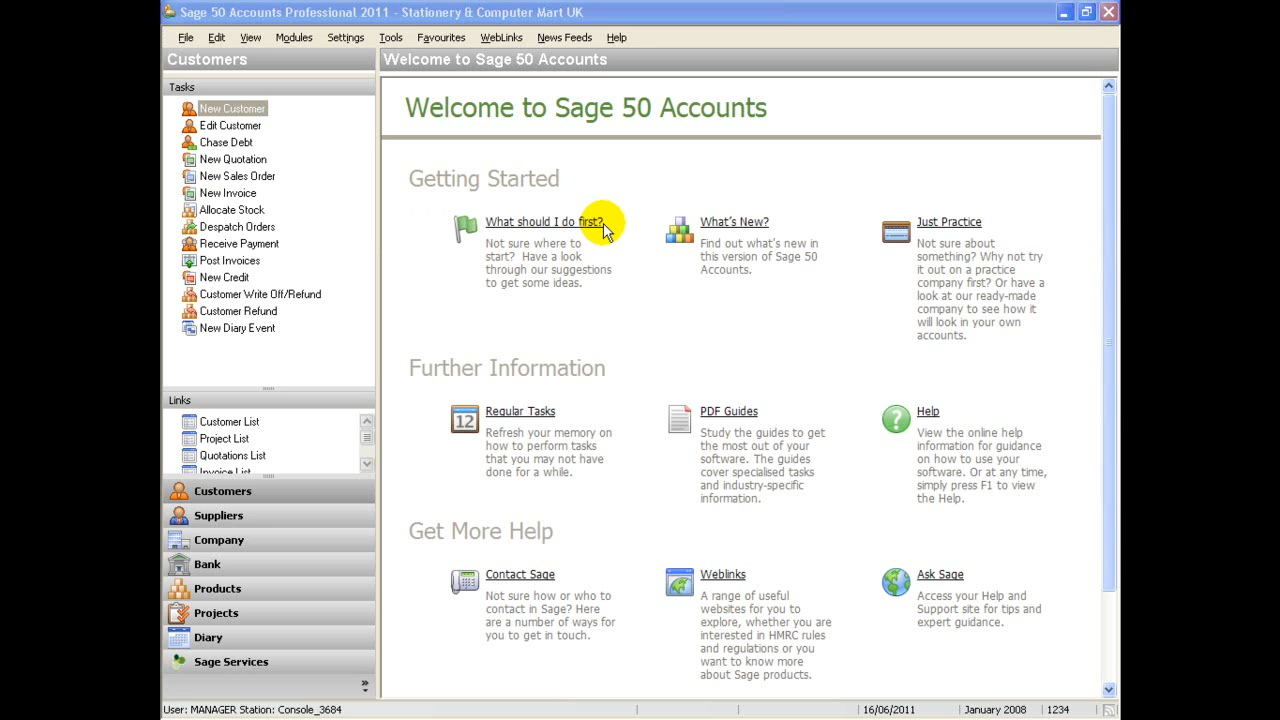 Sage 50 Accounts Professional 2011 - Stationery & Computer Mart UK
File Edit View Modules Settings Tools Favourites WebLinks News Feeds Help
Customers
Tasks
New Customer
Edit Customer
Chase Debt
New Quotation
New Sales Order
New Invoice
Allocate Stock
Despatch Orders
Receive Payment
Post Invoices
New Credit
Customer Write Off/Refund
Customer Refund
New Diary Event
Links
Customer List
Project List
Quotations List
Invoice List
Customers
Suppliers
Company
Bank
Products
Projects
Diary
Sage Services
Welcome to Sage 50 Accounts
Welcome to Sage 50 Accounts
Getting Started
What should I do first?
Not sure where to
start? Have a look
through our suggestions
to get some ideas.
What's New?
Find out what's new in
this version of Sage 50
Accounts.
Just Practice
Not sure about
something? Why not try
it out on a practice
company first? Or have a
look at our ready-made
company to see how it
will look in your own
accounts.
Further Information
12
Regular Tasks
Refresh your memory on
how to perform tasks
that you may not have
done for a while.
PDF Guides
Study the guides to get
the most out of your
software. The guides
cover specialised tasks
and industry-specific
information.
?
Help
View the online help
information for guidance
on how to use your
software. Or at any time,
simply press F1 to view
the Help.
Get More Help
Contact Sage
Not sure how or who to
contact in Sage? Here
are a number of ways for
you to get in touch.
Weblinks
A range of useful
websites for you to
explore, whether you are
interested in HMRC rules
and regulations or you
want to know more
about Sage products.
Ask Sage
Access your Help and
Support site for tips and
expert guidance.
User: MANAGER Station: Console_3684
16/06/2011
January 2008
1234